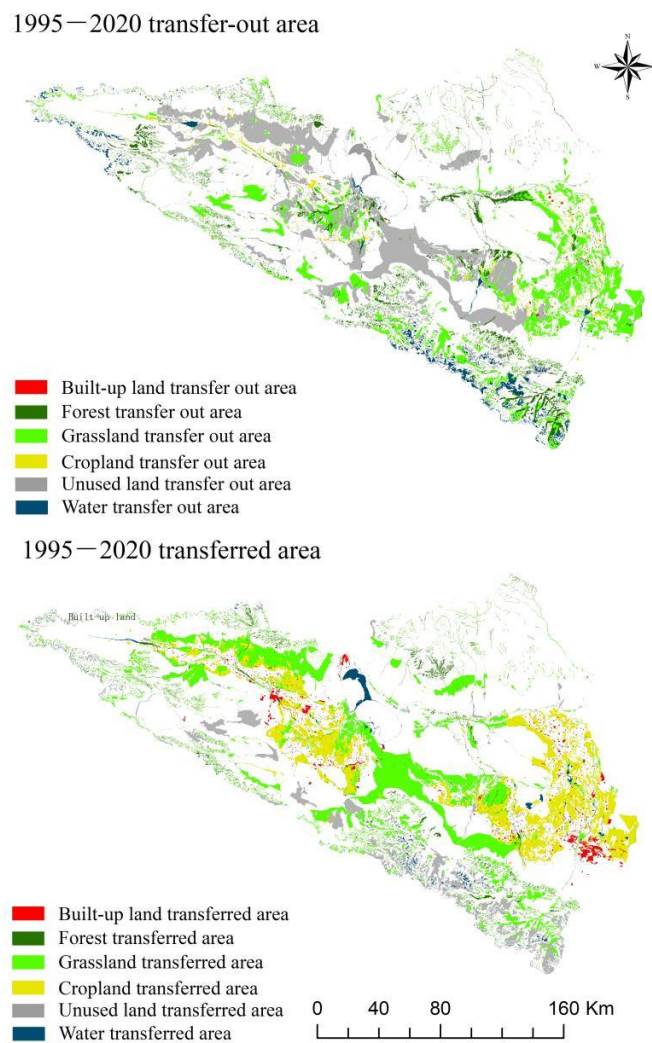 1995－2020 transfer-out area
N
W E
S
Built-up land transfer out area
Forest transfer out area
Grassland transfer out area
Cropland transfer out area
Unused land transfer out area
Water transfer out area
1995－2020 transferred area
Built-up land
Built-up land transferred area
Forest transferred area
Grassland transferred area
Cropland transferred area
Unused land transferred area
Water transferred area
0 40 80 160 Km